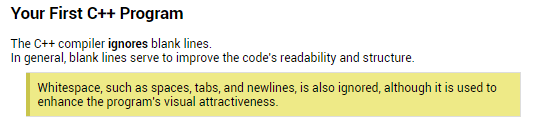 Your First C++ Program
The C++ compiler ignores blank lines.
In general, blank lines serve to improve the code's readability and structure.
Whitespace, such as spaces, tabs, and newlines, is also ignored, although it is used to
enhance the program's visual attractiveness.